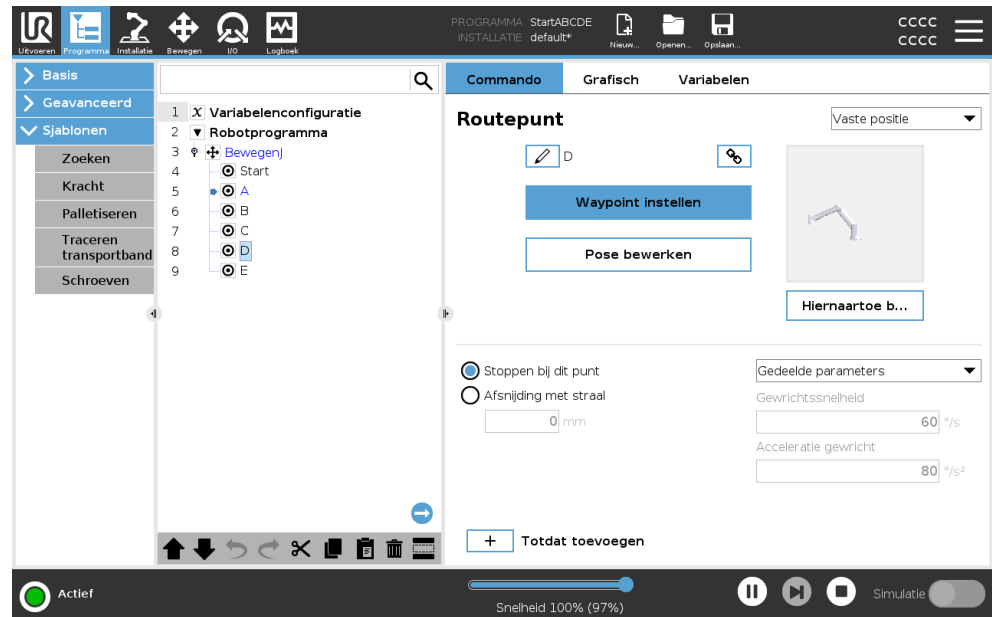 UR
PROGRAMMA StartABCDE
INSTALLATIE default*
Nieuw... Openen... Opslaan...
CCCC
CCCC
Uitvoeren Programma Installatie Bewegen I/O Logboek
Basis
Geavanceerd
Sjablonen
Zoeken
Kracht
Palletiseren
Traceren
transportband
Schroeven
1 X Variabelenconfiguratie
2 Robotprogramma
3 BewegenJ
4 Start
5 A
6 B
7 C
8 D
9 E
Commando Grafisch Variabelen
Routepunt
Vaste positie
D
Waypoint instellen
Pose bewerken
Hiernaartoe b...
Stoppen bij dit punt
Afsnijding met straal
0 mm
Gedeelde parameters
Gewrichtssnelheid
60 °/s
Acceleratie gewricht
80 °/s²
+ Totdat toevoegen
Actief
Snelheid 100% (97%)
Simulatie